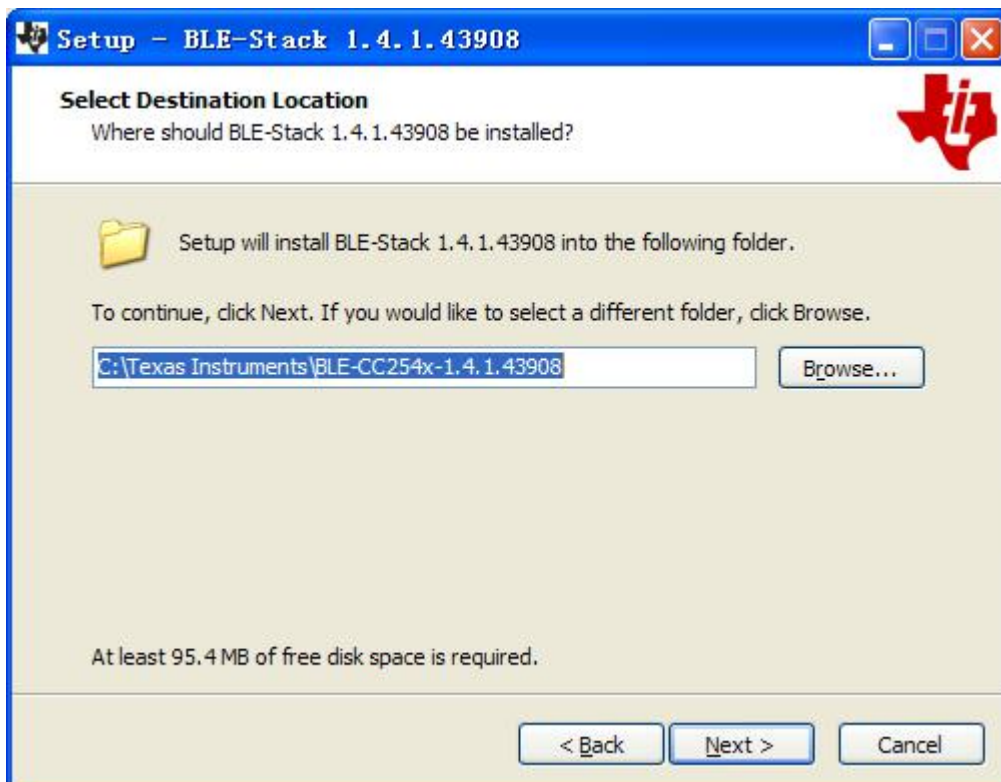 Setup - BLE-Stack 1.4.1.43908
Select Destination Location
Where should BLE-Stack 1.4.1.43908 be installed?
Setup will install BLE-Stack 1.4.1.43908 into the following folder.
To continue, click Next. If you would like to select a different folder, click Browse.
C:\Texas Instruments\BLE-CC254x-1.4.1.43908
Browse...
At least 95.4 MB of free disk space is required.
< Back
Next >
Cancel